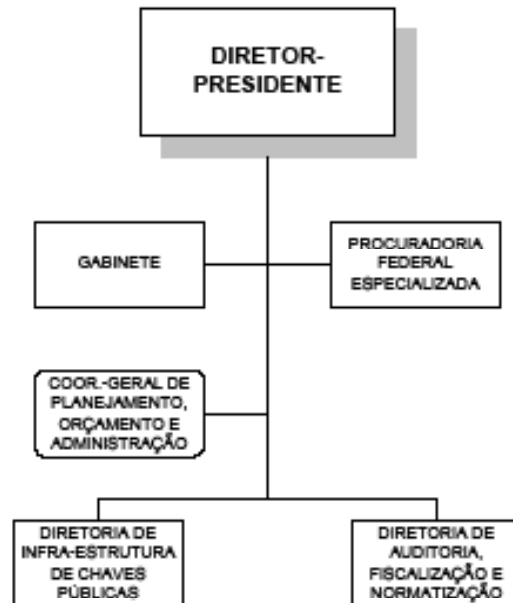 DIRETOR-
PRESIDENTE
GABINETE
PROCURADORIA
FEDERAL
ESPECIALIZADA
COOR.-GERAL DE
PLANEJAMENTO,
ORÇAMENTO E
ADMINISTRAÇÃO
DIRETORIA DE
INFRA-ESTRUTURA
DE CHAVES
PÚBLICAS
DIRETORIA DE
AUDITORIA,
FISCALIZAÇÃO E
NORMATIZAÇÃO